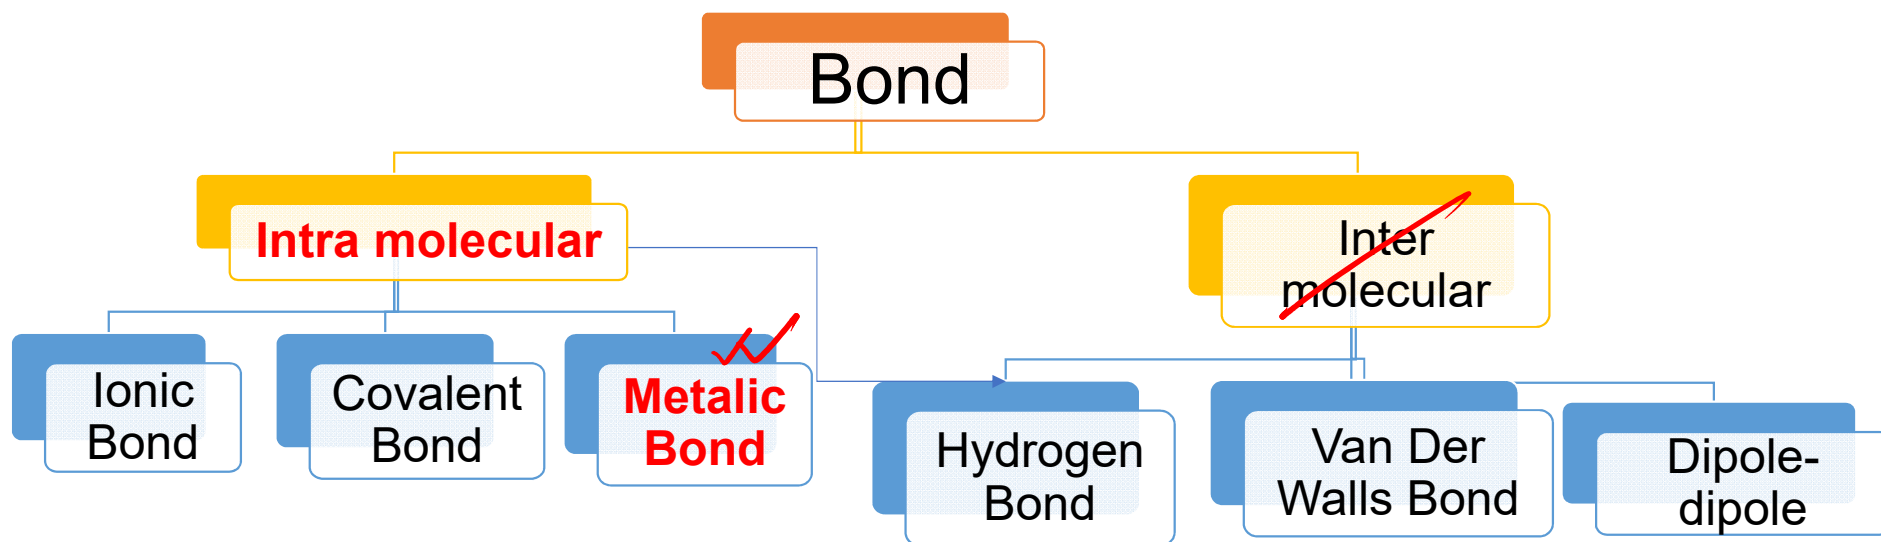 Bond
Intra molecular
Inter
molecular
Ionic
Bond
Covalent
Bond
Metalic
Bond
Hydrogen
Bond
Van Der
Walls Bond
Dipole-
dipole